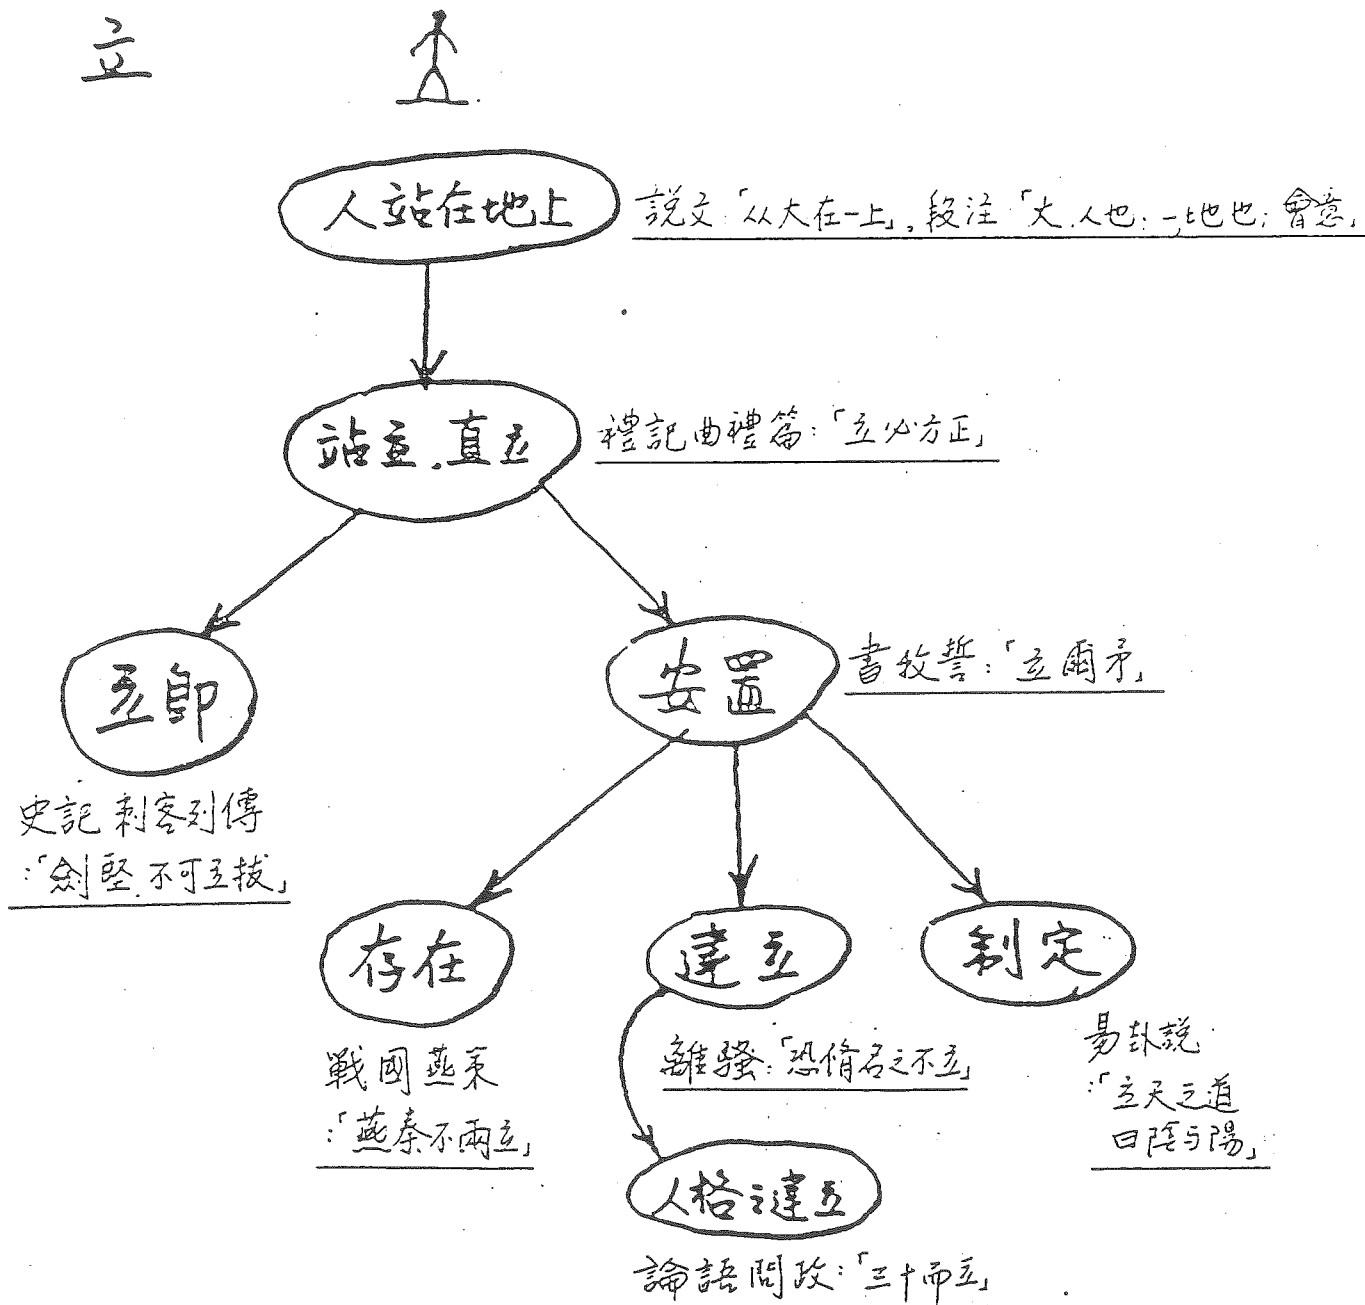 立
人站在地上
說文「从大在一上」，段注「大，人也；一，地也；會意」
站立．直立
禮記曲禮篇：「立必方正」
立即
安置
書牧誓：「立爾矛」
史記刺客列傳
：「劍堅．不可立拔」
存在
建立
制定
戰國燕策
：「燕秦不兩立」
離騷：「恐脩名之不立」
易卦說
：「立天之道
曰陰与陽」
人格之建立
論語問政：「三十而立」